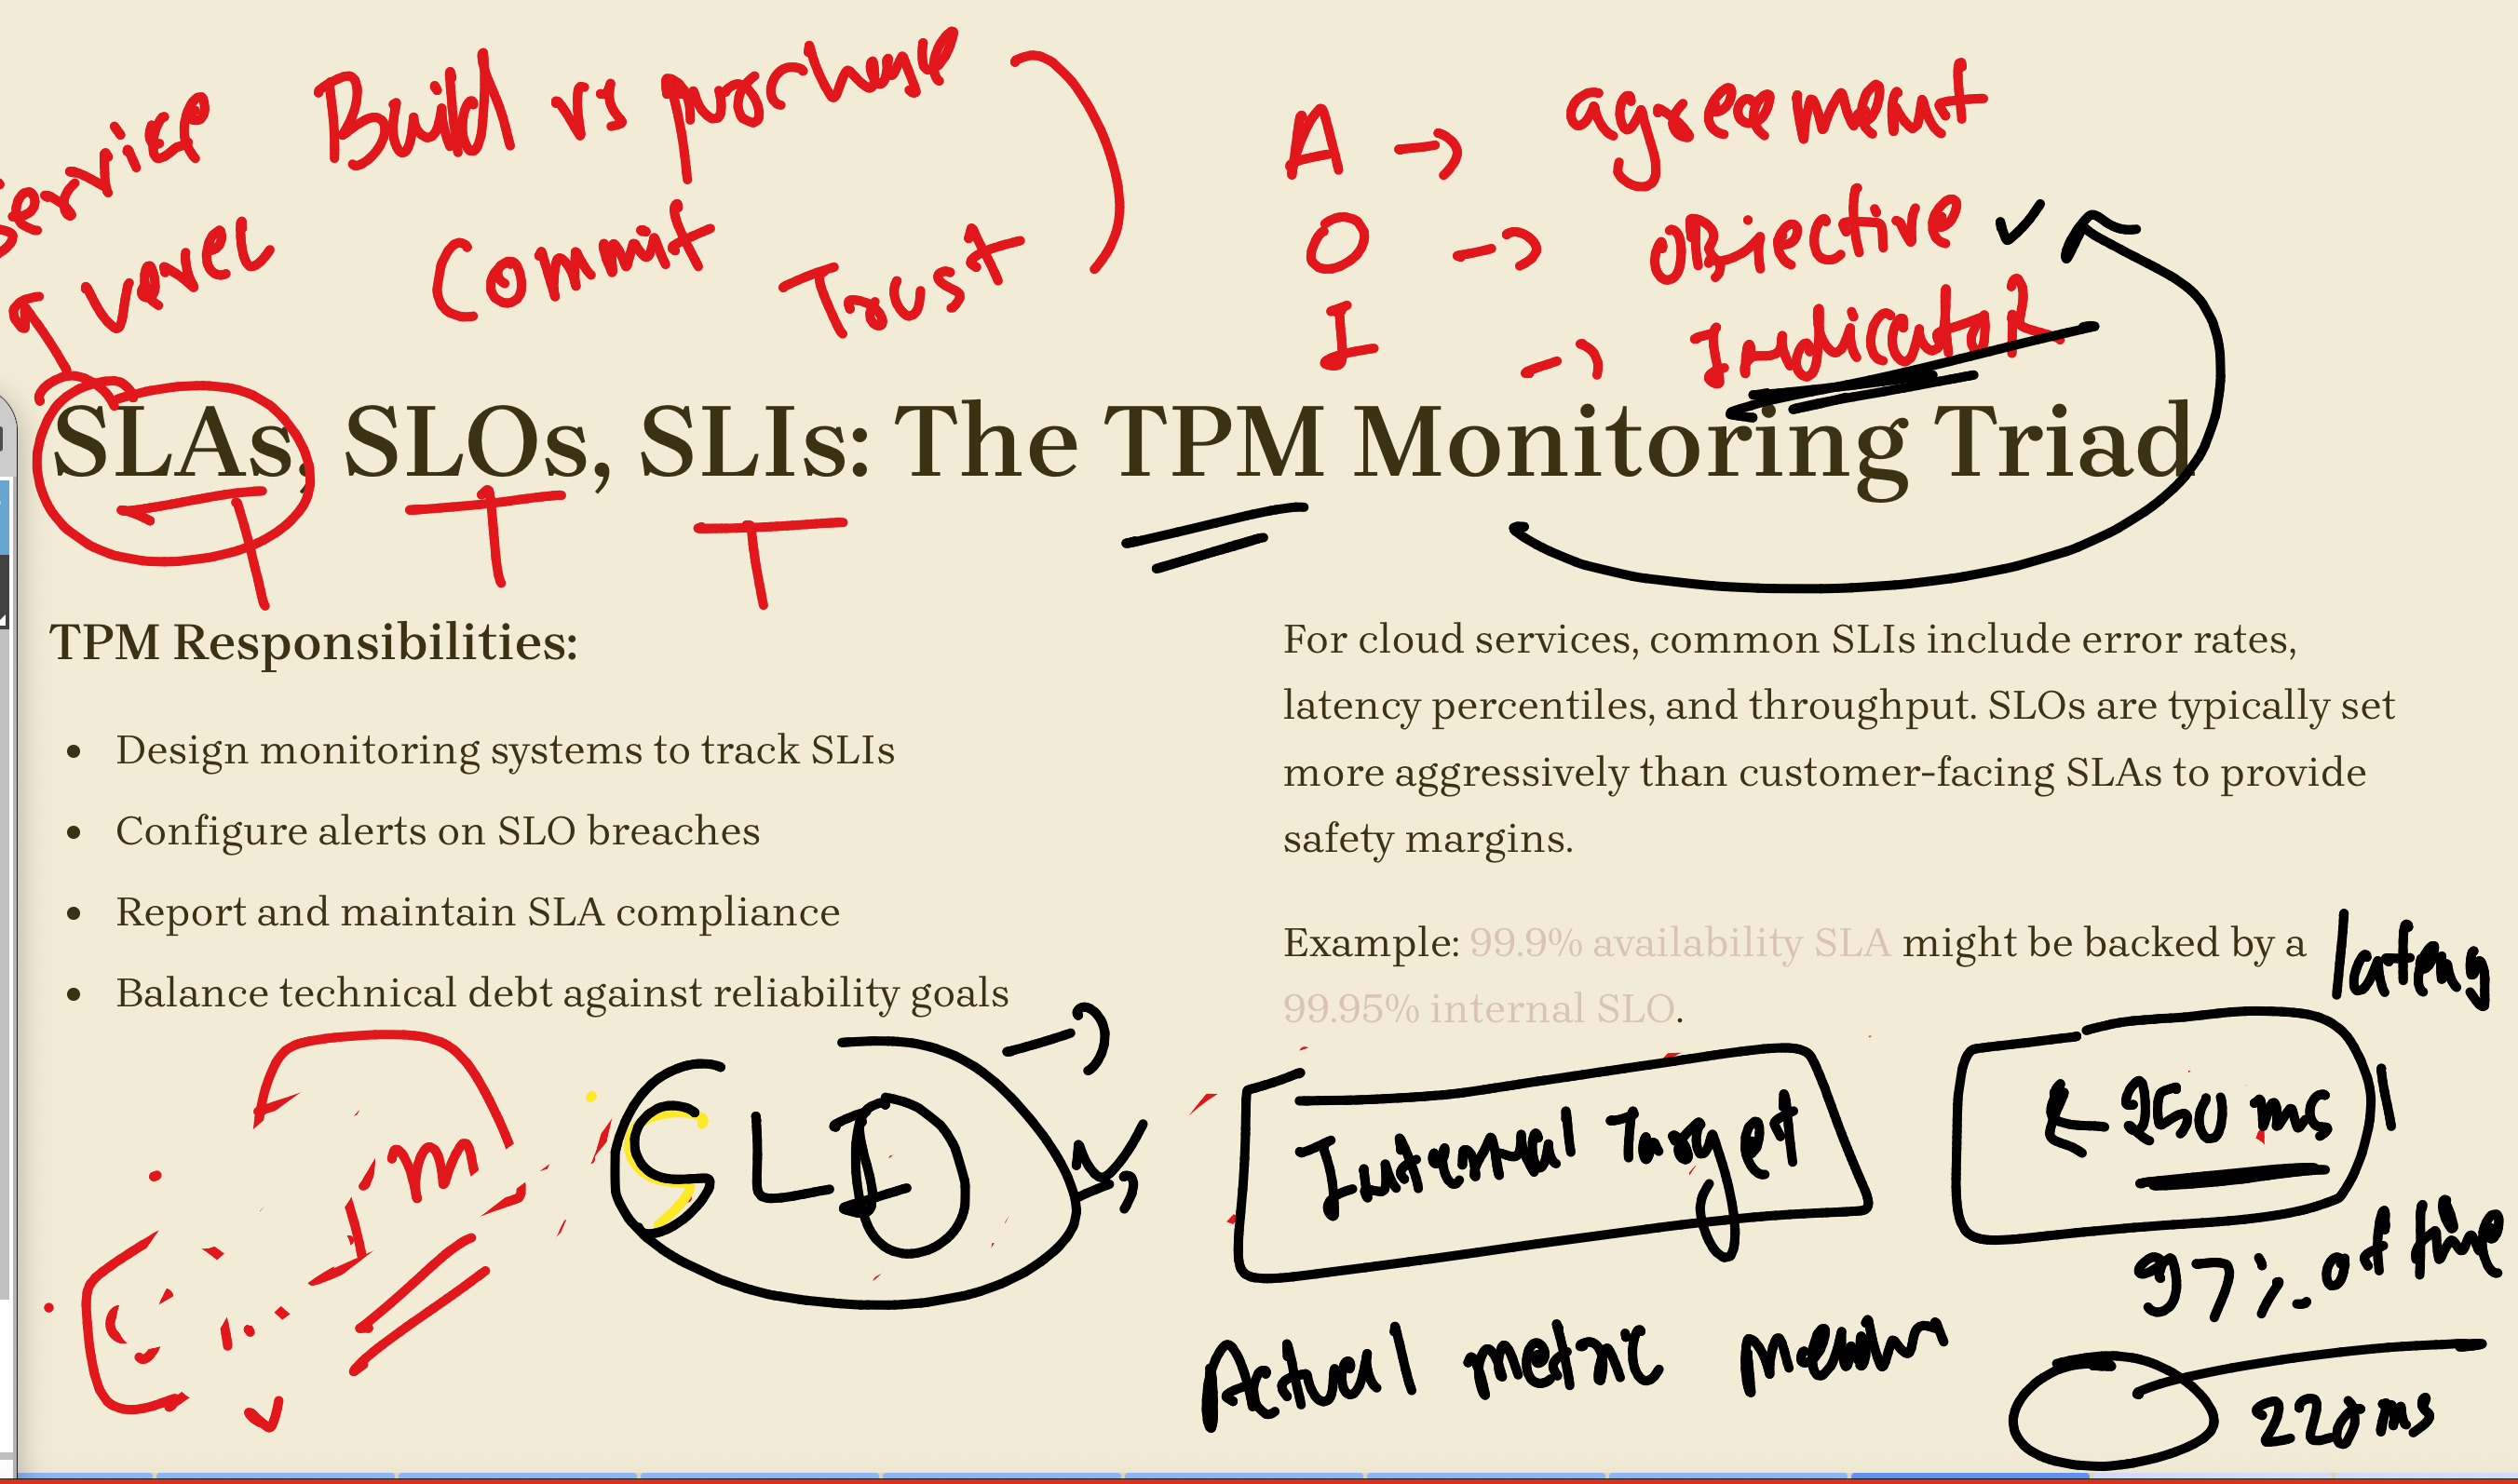 Service
Level
Build vs purchase
Commit
Trust
A → agreement
O → Objective ✓
I → Indicator
SLAs, SLOs, SLIs: The TPM Monitoring Triad
TPM Responsibilities:
• Design monitoring systems to track SLIs
• Configure alerts on SLO breaches
• Report and maintain SLA compliance
• Balance technical debt against reliability goals
For cloud services, common SLIs include error rates,
latency percentiles, and throughput. SLOs are typically set
more aggressively than customer-facing SLAs to provide
safety margins.
Example: 99.9% availability SLA might be backed by a
99.95% internal SLO.
SLI
Internal Target
250 ms
97% of time
Actual metric
220 ms